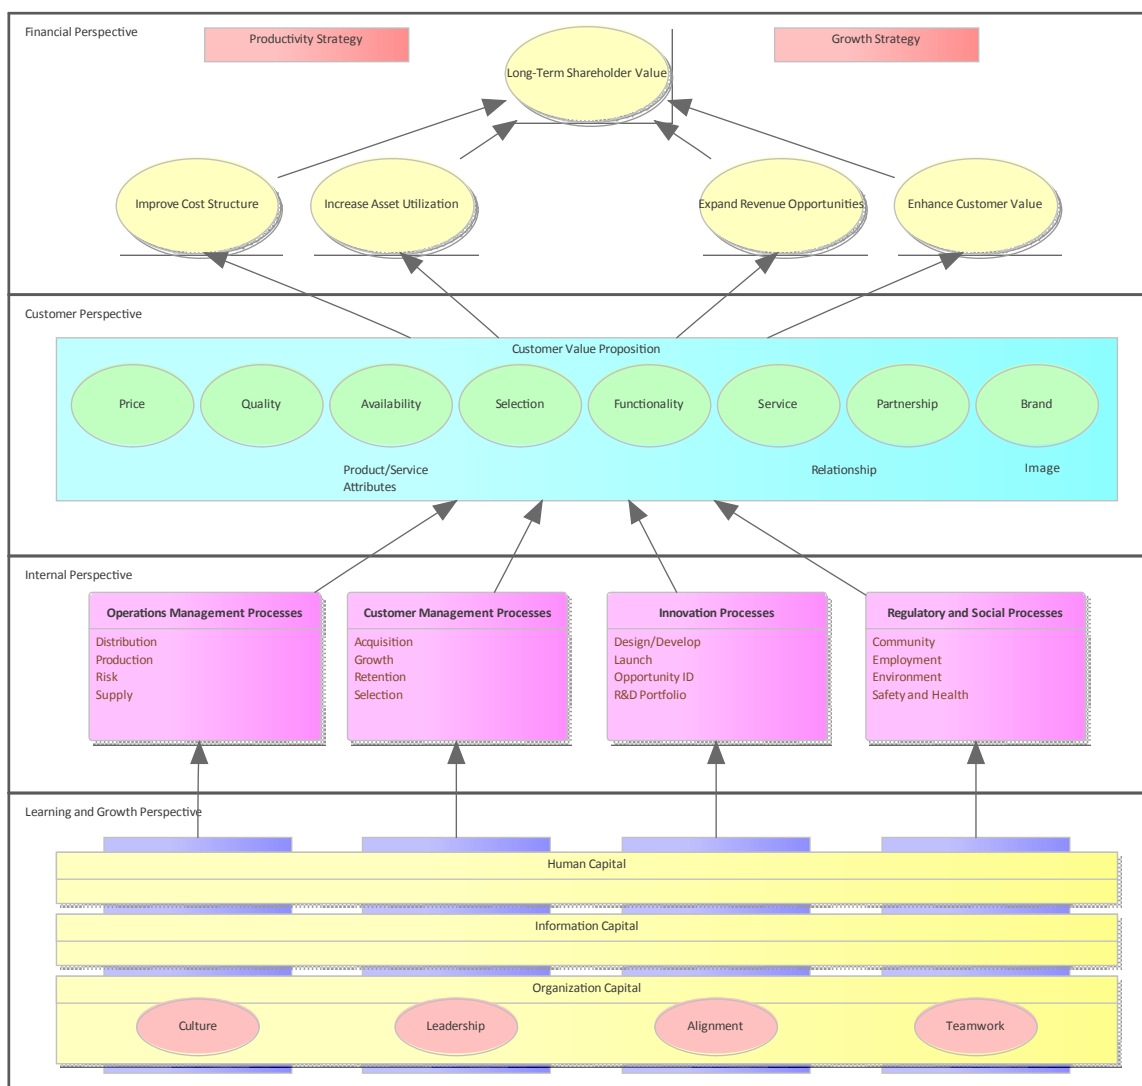 Financial Perspective
Productivity Strategy
Growth Strategy
Long-Term Shareholder Value
Improve Cost Structure
Increase Asset Utilization
Expand Revenue Opportunities
Enhance Customer Value
Customer Perspective
Customer Value Proposition
Price
Quality
Availability
Selection
Functionality
Service
Partnership
Brand
Product/Service
Attributes
Relationship
Image
Internal Perspective
Operations Management Processes
Distribution
Production
Risk
Supply
Customer Management Processes
Acquisition
Growth
Retention
Selection
Innovation Processes
Design/Develop
Launch
Opportunity ID
R&D Portfolio
Regulatory and Social Processes
Community
Employment
Environment
Safety and Health
Learning and Growth Perspective
Human Capital
Information Capital
Organization Capital
Culture
Leadership
Alignment
Teamwork